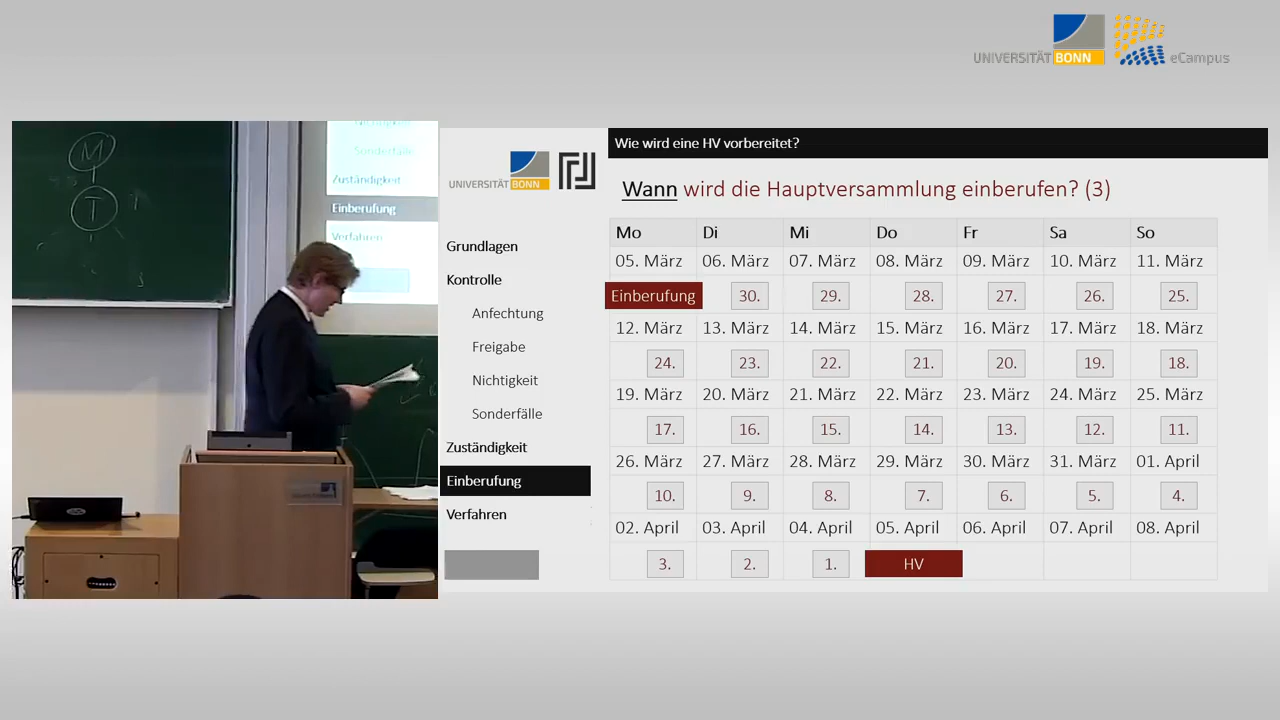 UNIVERSITÄT BONN eCampus
M
T
Sonderfälle
Zuständigkeit
Einberufung
Verfahren
UNIVERSITÄT BONN
Grundlagen
Kontrolle
Anfechtung
Freigabe
Nichtigkeit
Sonderfälle
Zuständigkeit
Einberufung
Verfahren
Wie wird eine HV vorbereitet?
Wann wird die Hauptversammlung einberufen? (3)
Mo Di Mi Do Fr Sa So
05. März 06. März 07. März 08. März 09. März 10. März 11. März
Einberufung 30. 29. 28. 27. 26. 25.
12. März 13. März 14. März 15. März 16. März 17. März 18. März
24. 23. 22. 21. 20. 19. 18.
19. März 20. März 21. März 22. März 23. März 24. März 25. März
17. 16. 15. 14. 13. 12. 11.
26. März 27. März 28. März 29. März 30. März 31. März 01. April
10. 9. 8. 7. 6. 5. 4.
02. April 03. April 04. April 05. April 06. April 07. April 08. April
3. 2. 1. HV